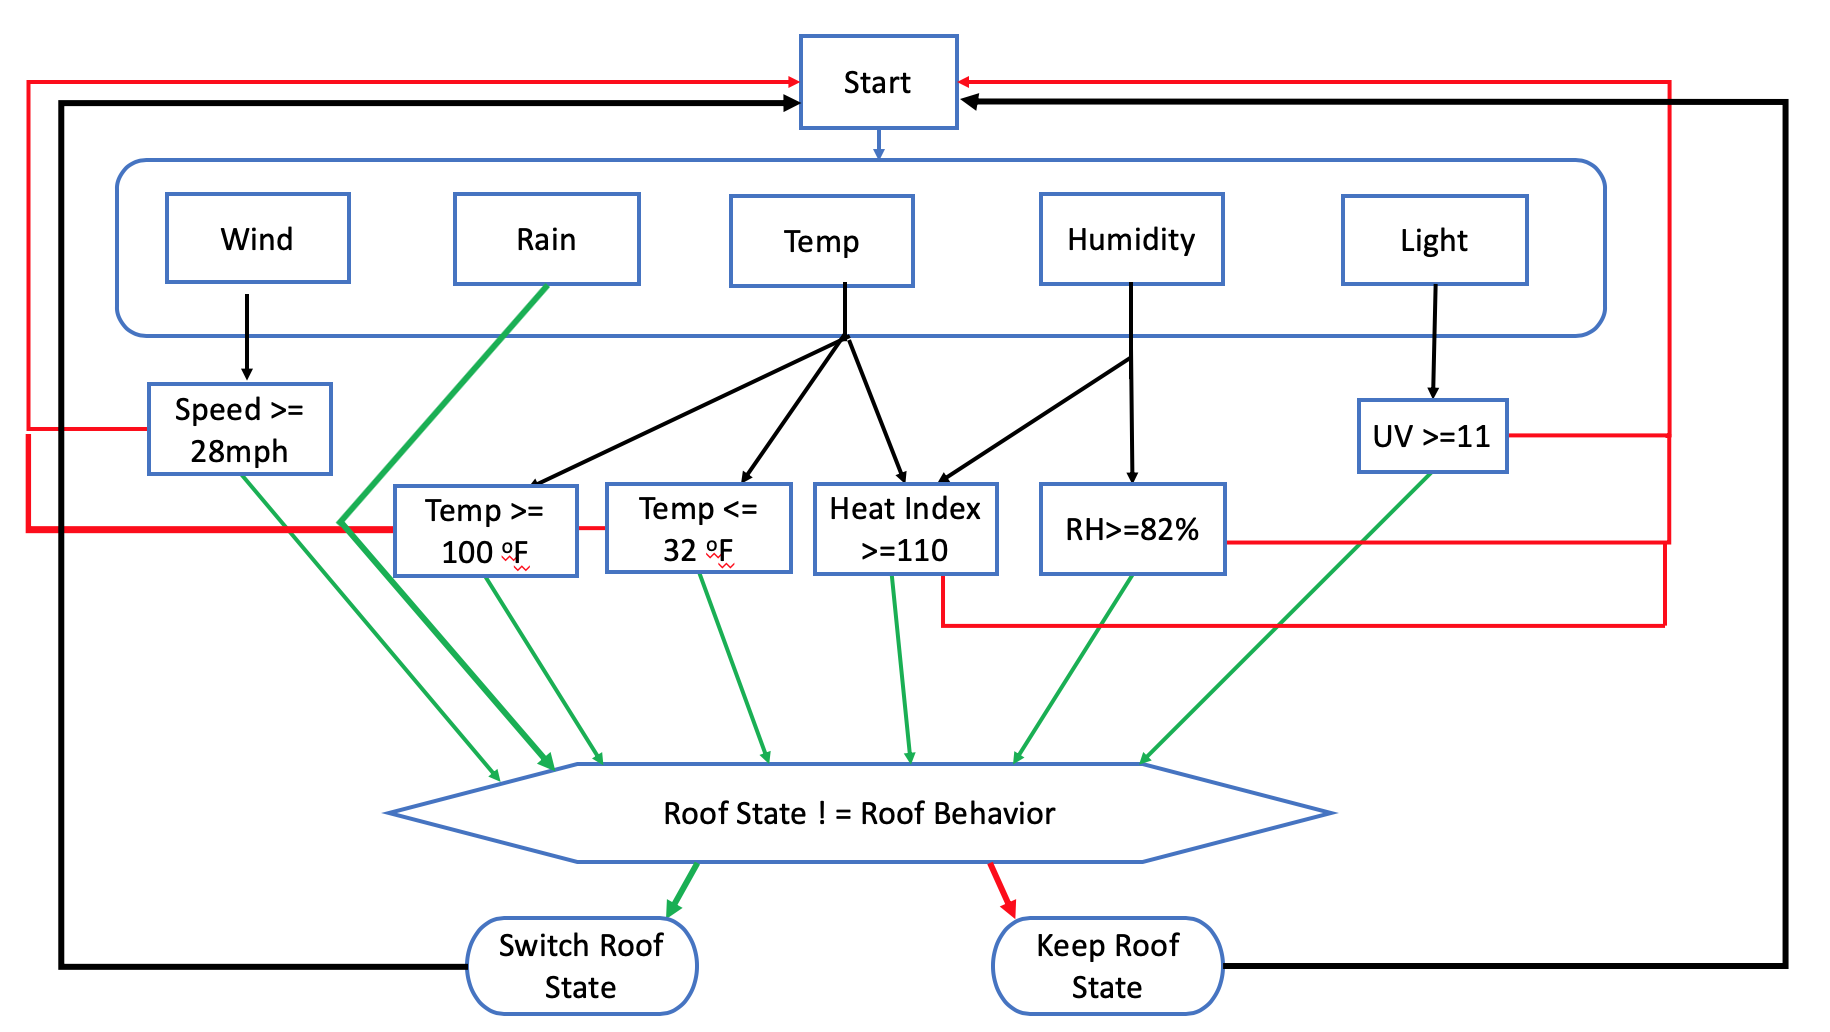 Start
Wind
Rain
Temp
Humidity
Light
Speed >=
28mph
UV >=11
Temp >=
100 ºF
Temp <=
32 ºF
Heat Index
>=110
RH>=82%
Roof State ! = Roof Behavior
Switch Roof
State
Keep Roof
State